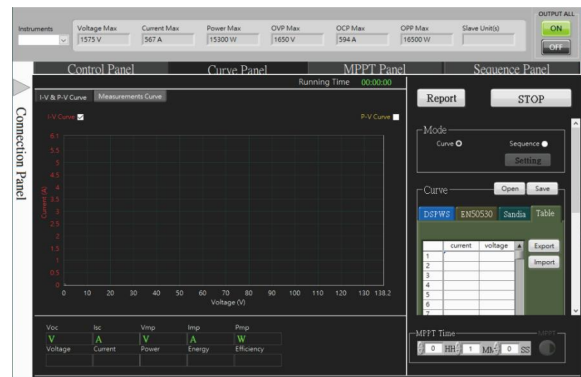 OUTPUT ALL
Instruments
Voltage Max Current Max Power Max OVP Max OCP Max OPP Max Slave Unit(s)
1575 V 567 A 15300 W 1650 V 594 A 16500 W
ON
OFF
Control Panel Curve Panel MPPT Panel Sequence Panel
Running Time 00:00:00
Connection Panel
I-V & P-V Curve Measurements Curve
I-V Curve P-V Curve
6.1
5.5
5
4.5
4
3.5
3
2.5
2
1.5
1
0.5
0
Current (A)
0 10 20 30 40 50 60 70 80 90 100 110 120 130 138.2
Voltage (V)
Voc Isc Vmp Imp Pmp
V A V A W
Voltage Current Power Energy Efficiency
Report STOP
Mode
Curve Sequence
Setting
Curve Open Save
DSPWS EN50530 Sandia Table
current voltage Export
1
2 Import
3
4
5
6
7
MPPT Time MPPT
0 HH: 1 MM: 0 SS